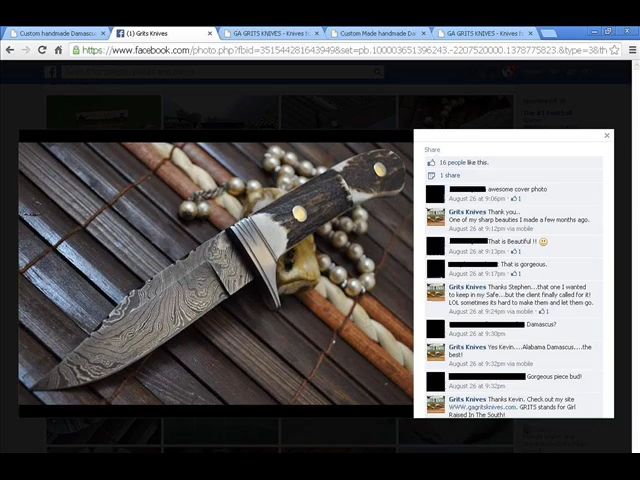 Custom handmade Damascu
(1) Grits Knives
GA GRITS KNIVES - Knives f
Custom Made handmade Da
GA GRITS KNIVES - Knives f
https://www.facebook.com/photo.php?fbid=351544281643949&set=pb.100003651396243.-2207520000.1378775823.&type=3&th
Share
16 people like this.
1 share
awesome cover photo
August 26 at 9:06pm · 1
Grits Knives Thank you...
One of my sharp beauties I made a few months ago.
August 26 at 9:12pm via mobile
That is Beautiful !!
August 26 at 9:13pm · 1
: That is gorgeous.
August 26 at 9:17pm · 1
Grits Knives Thanks Stephen....that one I wanted
to keep in my Safe...but the client finally called for it!
LOL sometimes its hard to make them and let them go.
August 26 at 9:24pm via mobile · 1
Damascus?
August 26 at 9:30pm
Grits Knives Yes Kevin....Alabama Damascus....the
best!
August 26 at 9:32pm via mobile
Gorgeous piece bud!
August 26 at 9:32pm
Grits Knives Thanks Kevin. Check out my site
WWW.gagritsknives.com. GRITS stands for Girl
Raised In The South!